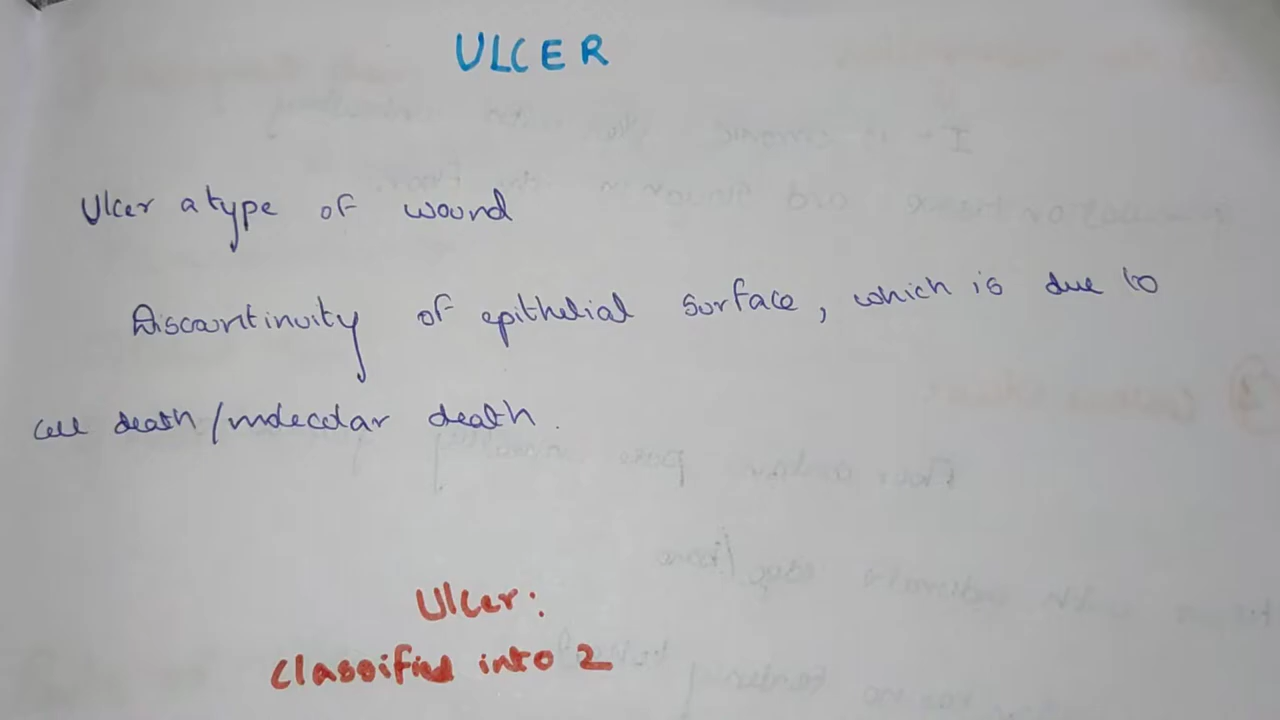 ULCER
Ulcer a type of wound
Discontinuity of epithelial surface, which is due to
cell death/molecular death.
Ulcer:
classified into 2